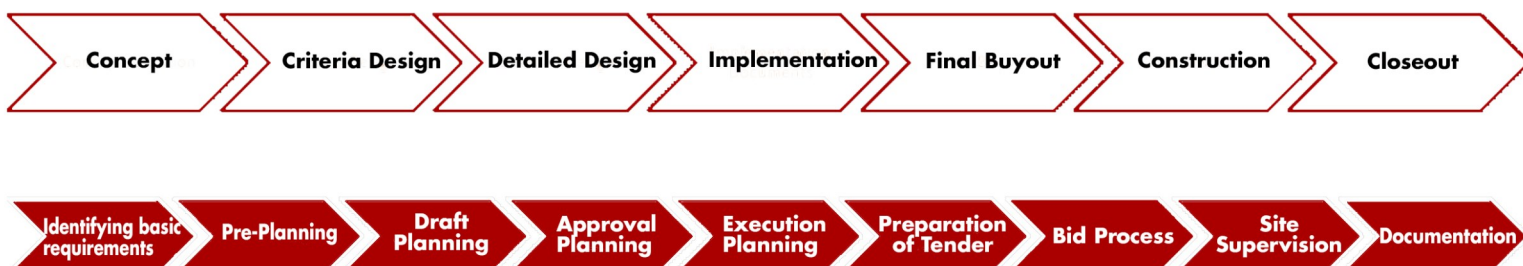 Concept
Criteria Design
Detailed Design
Implementation
Final Buyout
Construction
Closeout
Identifying basic
requirements
Pre-Planning
Draft
Planning
Approval
Planning
Execution
Planning
Preparation
of Tender
Bid Process
Site
Supervision
Documentation